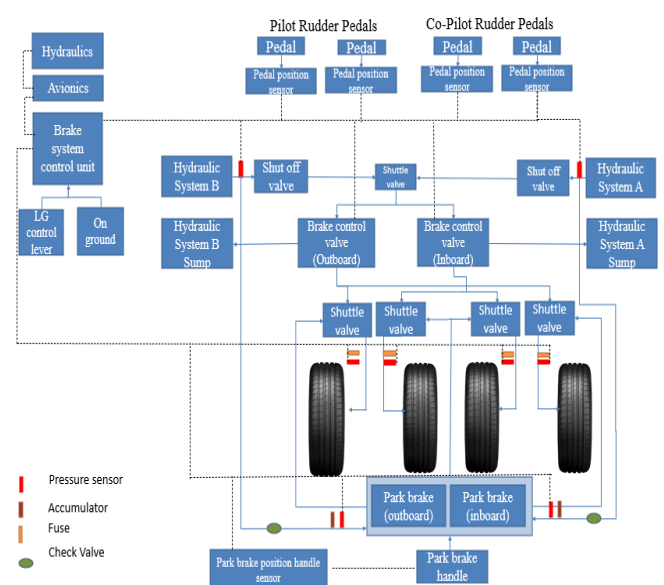 Pilot Rudder Pedals
Co-Pilot Rudder Pedals
Hydraulics
Avionics
Brake
system
control unit
LG
control
lever
On
ground
Pedal
Pedal
Pedal
Pedal
Pedal position
sensor
Pedal position
sensor
Pedal position
sensor
Pedal position
sensor
Hydraulic
System B
Shut off
valve
Shuttle
valve
Shut off
valve
Hydraulic
System A
Hydraulic
System B
Sump
Brake control
valve
(Outboard)
Brake control
valve
(Inboard)
Hydraulic
System A
Sump
Shuttle
valve
Shuttle
valve
Shuttle
valve
Shuttle
valve
Pressure sensor
Accumulator
Fuse
Check Valve
Park brake
(outboard)
Park brake
(inboard)
Park brake position handle
sensor
Park brake
handle